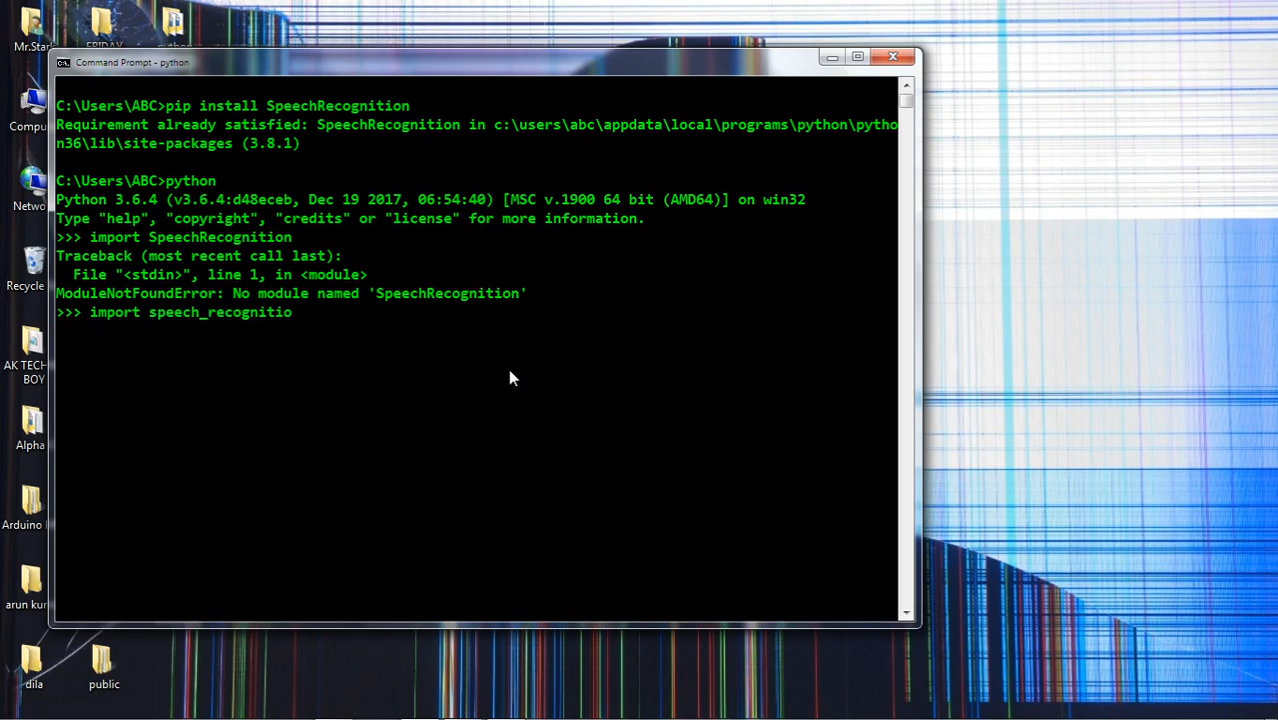 Mr.Star
FRIDAY
python
Command Prompt - python
C:\Users\ABC>pip install SpeechRecognition
Requirement already satisfied: SpeechRecognition in c:\users\abc\appdata\local\programs\python\pytho
n36\lib\site-packages (3.8.1)
C:\Users\ABC>python
Python 3.6.4 (v3.6.4:d48eceb, Dec 19 2017, 06:54:40) [MSC v.1900 64 bit (AMD64)] on win32
Type "help", "copyright", "credits" or "license" for more information.
>>> import SpeechRecognition
Traceback (most recent call last):
  File "<stdin>", line 1, in <module>
ModuleNotFoundError: No module named 'SpeechRecognition'
>>> import speech_recognitio
Compu
Netwo
Recycle
AK TECH
BOY
Alpha
Arduino
arun kur
dila
public